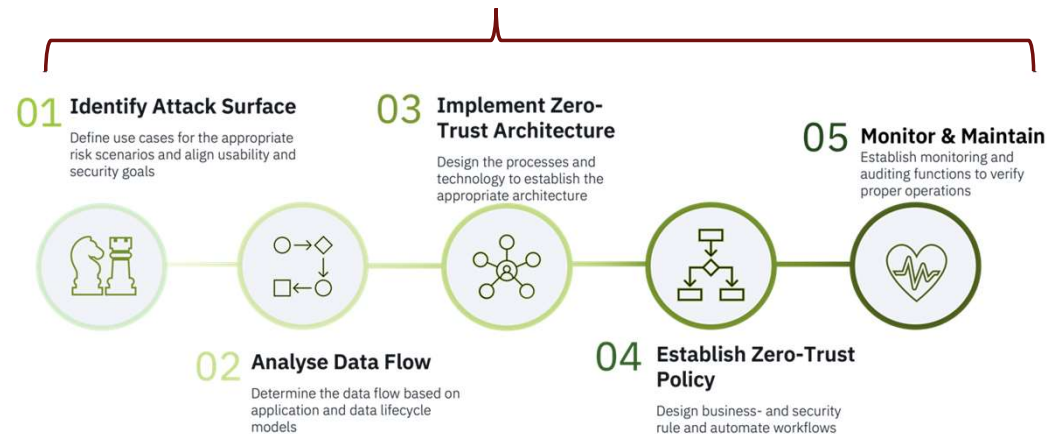 01
Identify Attack Surface
Define use cases for the appropriate
risk scenarios and align usability and
security goals
02
Analyse Data Flow
Determine the data flow based on
application and data lifecycle
models
03
Implement Zero-
Trust Architecture
Design the processes and
technology to establish the
appropriate architecture
04
Establish Zero-Trust
Policy
Design business- and security
rule and automate workflows
05
Monitor & Maintain
Establish monitoring and
auditing functions to verify
proper operations